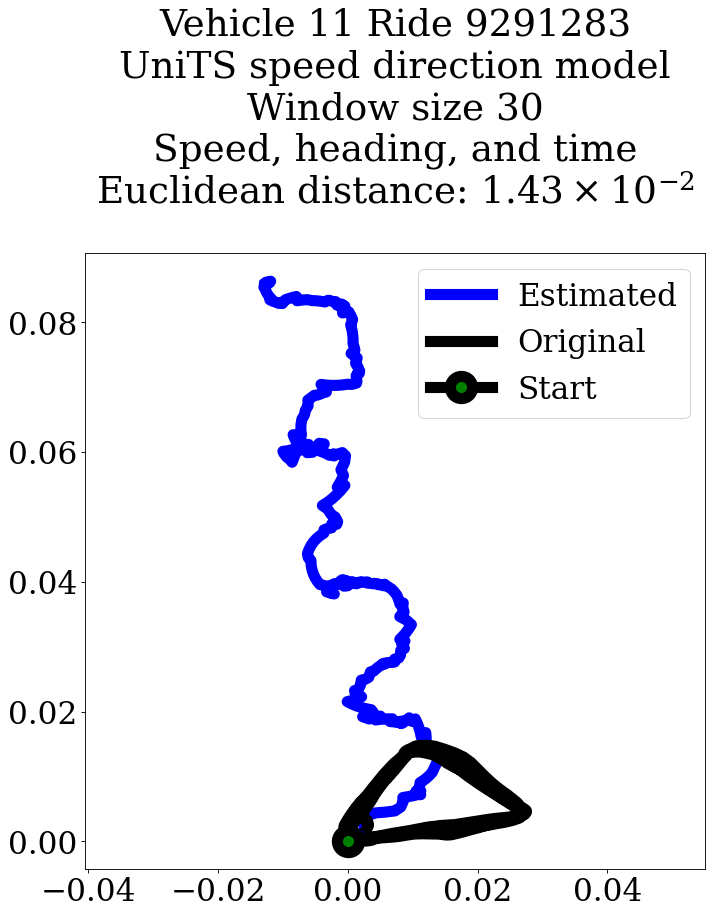 Vehicle 11 Ride 9291283
UniTS speed direction model
Window size 30
Speed, heading, and time
Euclidean distance: 1.43 × 10⁻²
Estimated
Original
Start
0.08
0.06
0.04
0.02
0.00
−0.04 −0.02 0.00 0.02 0.04